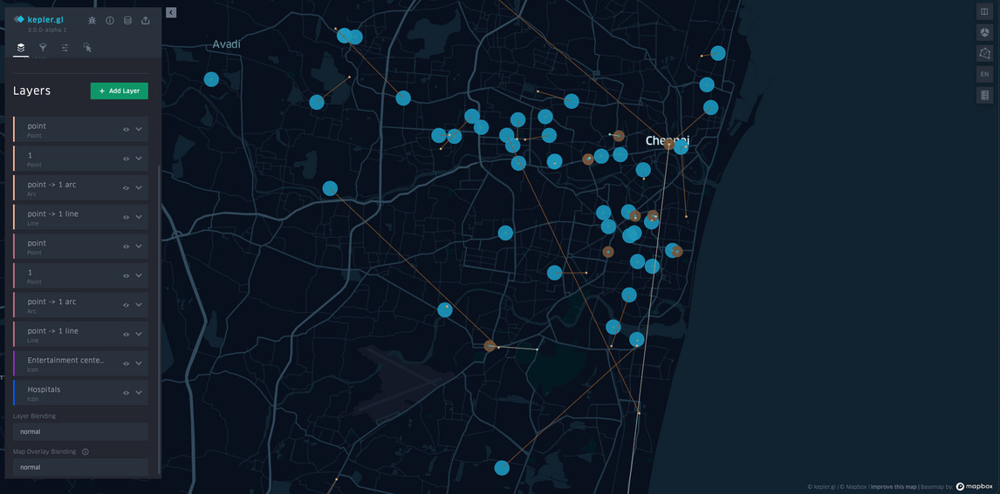 kepler.gl
3.0.0-alpha.1
Layers
+ Add Layer
point
Point
1
Point
point -> 1 arc
Arc
point -> 1 line
Line
point
Point
1
Point
point -> 1 arc
Arc
point -> 1 line
Line
Entertainment cente..
Icon
Hospitals
Icon
Layer Blending
normal
Map Overlay Blending
normal
Avadi
Chennai
EN
© kepler.gl | © Mapbox | Improve this map | Basemap by: mapbox